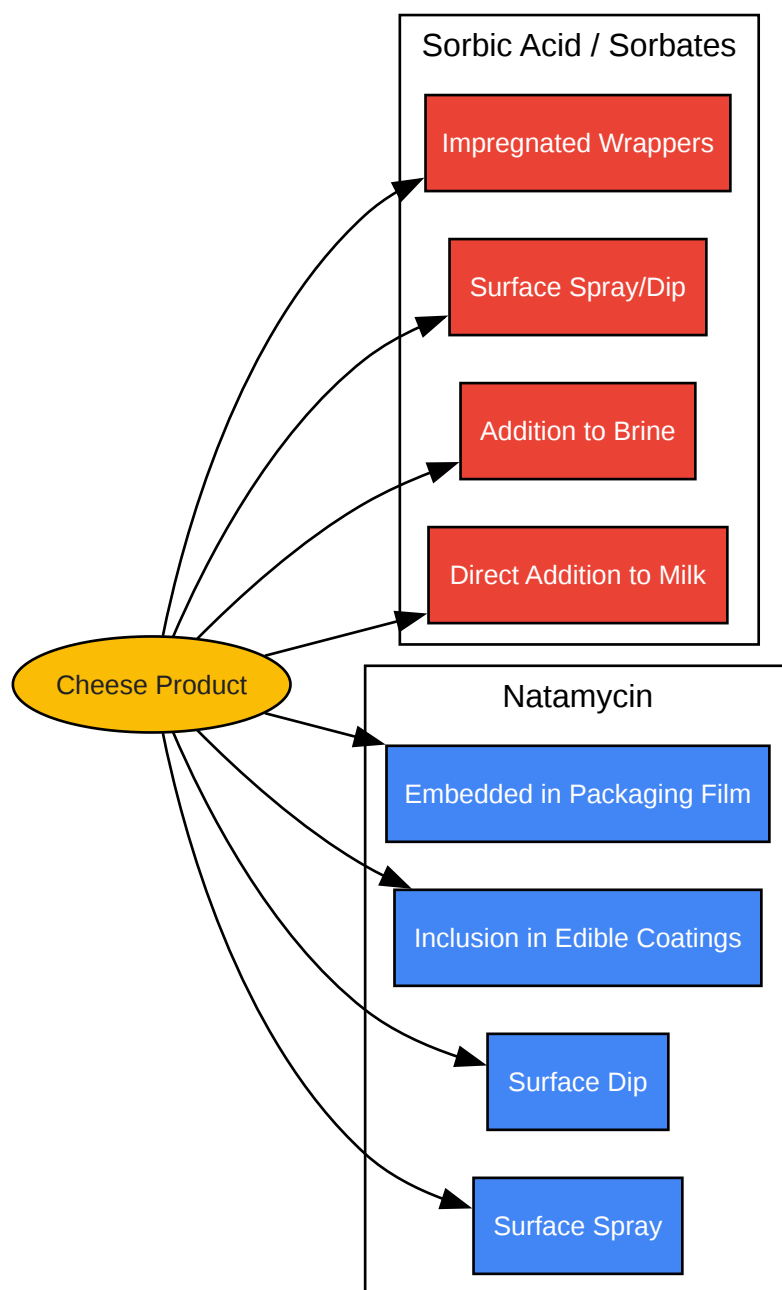 Sorbic Acid / Sorbates
Impregnated Wrappers
Surface Spray/Dip
Addition to Brine
Direct Addition to Milk
Cheese Product
Natamycin
Embedded in Packaging Film
Inclusion in Edible Coatings
Surface Dip
Surface Spray